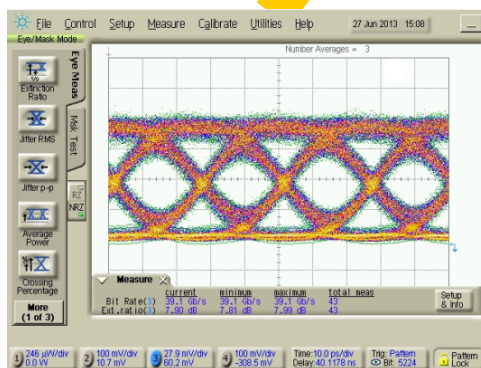 File Control Setup Measure Calibrate Utilities Help 27 Jun 2013 15:08
Eye/Mask Mode
Number Averages = 3
Eye Meas
Extinction
Ratio
Jitter RMS
Msk Test
Jitter p-p
RZ
NRZ
Average
Power
Crossing
Percentage
More
(1 of 3)
Measure
current minimum maximum total meas
Bit Rate(3) 39.1 Gb/s 39.1 Gb/s 39.1 Gb/s 43
Ext.ratio(3) 7.90 dB 7.81 dB 7.99 dB 43
Setup
& Info
1) 246 µW/div
0.0 W
2) 100 mV/div
10.7 mV
3) 27.9 mV/div
60.2 mV
4) 100 mV/div
-308.5 mV
Time:10.0 ps/div
Delay:40.1178 ns
Trig: Pattern
Bit: 5224
Pattern
Lock